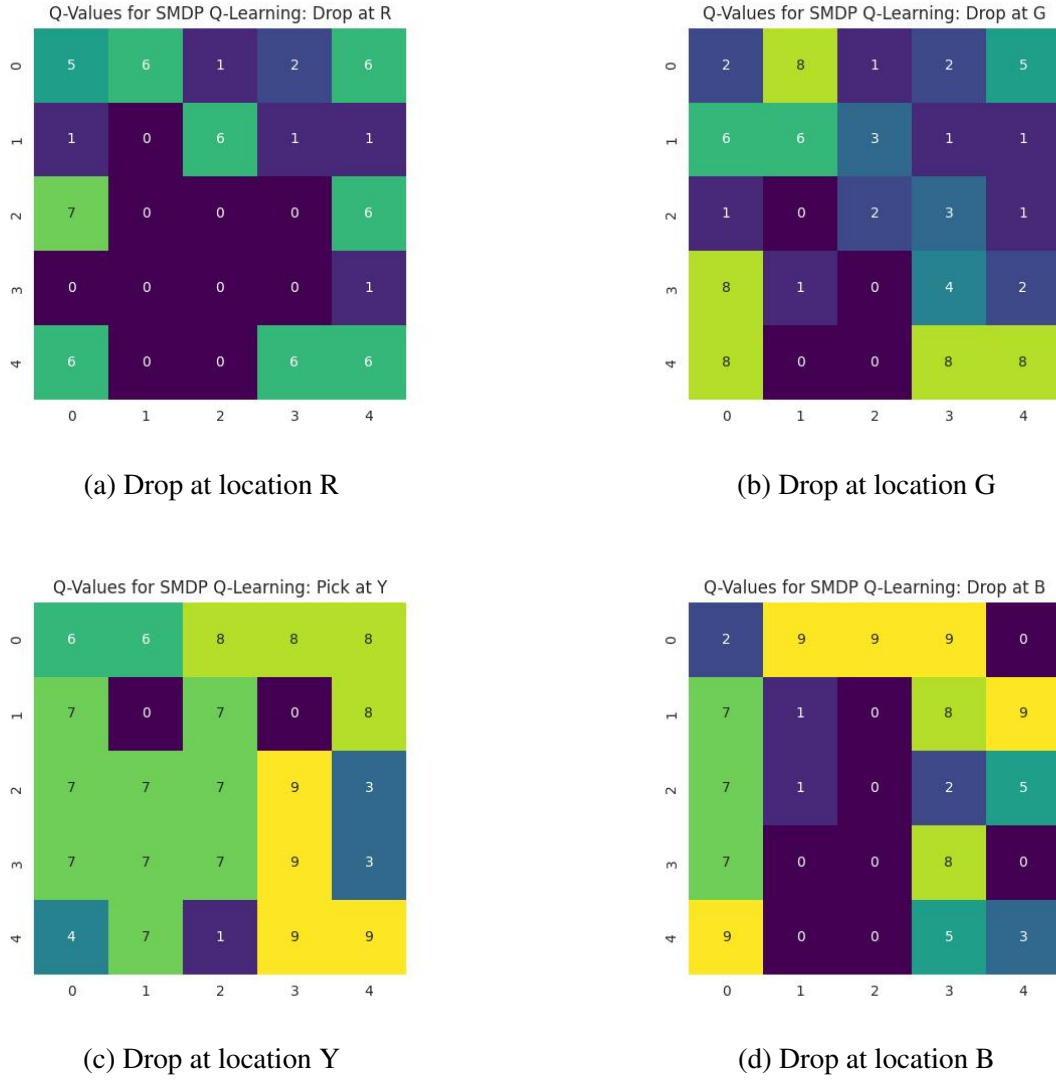 Q-Values for SMDP Q-Learning: Drop at R
0 5 6 1 2 6
1 1 0 6 1 1
2 7 0 0 0 6
3 0 0 0 0 1
4 6 0 0 6 6
0 1 2 3 4
(a) Drop at location R
Q-Values for SMDP Q-Learning: Drop at G
0 2 8 1 2 5
1 6 6 3 1 1
2 1 0 2 3 1
3 8 1 0 4 2
4 8 0 0 8 8
0 1 2 3 4
(b) Drop at location G
Q-Values for SMDP Q-Learning: Pick at Y
0 6 6 8 8 8
1 7 0 7 0 8
2 7 7 7 9 3
3 7 7 7 9 3
4 4 7 1 9 9
0 1 2 3 4
(c) Drop at location Y
Q-Values for SMDP Q-Learning: Drop at B
0 2 9 9 9 0
1 7 1 0 8 9
2 7 1 0 2 5
3 7 0 0 8 0
4 9 0 0 5 3
0 1 2 3 4
(d) Drop at location B